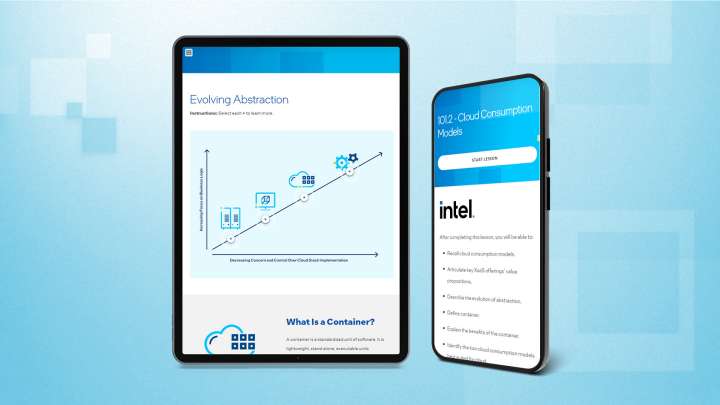 Evolving Abstraction
Instructions: Select each + to learn more.
Increasing Focus on Business Logic
Decreasing Concern and Control Over Cloud Stack Implementation
What Is a Container?
A container is a standardized unit of software. It is
lightweight, stand-alone, executable units
101.2 - Cloud Consumption
Models
START LESSON
intel.
After completing this lesson, you will be able to:
Recall cloud consumption models.
Articulate key XaaS offerings' value
propositions.
Describe the evolution of abstraction.
Define container.
Explain the benefits of the container.
Identify the top cloud consumption models